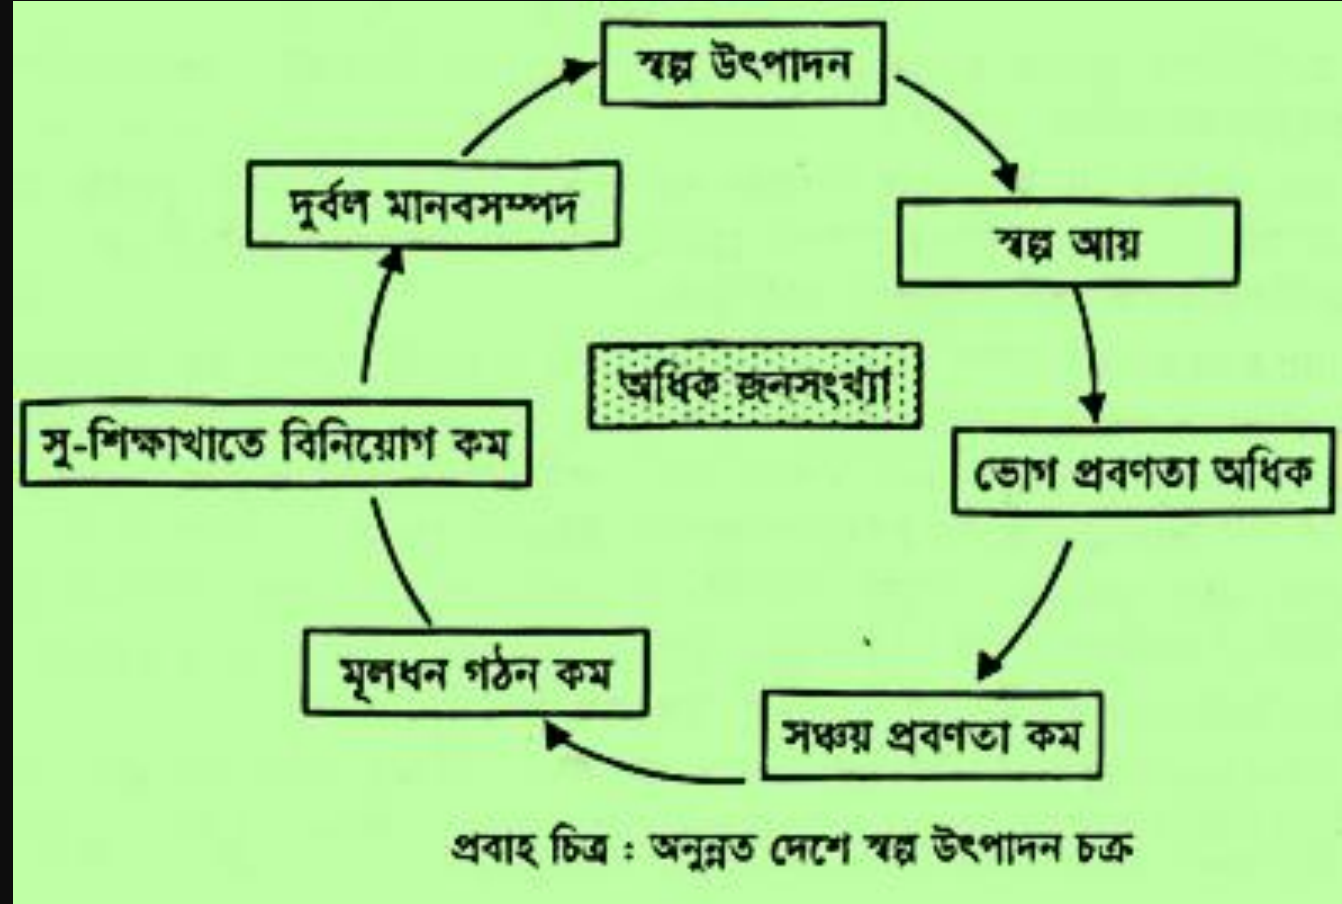 স্বল্প উৎপাদন
স্বল্প আয়
ভোগ প্রবণতা অধিক
সঞ্চয় প্রবণতা কম
মূলধন গঠন কম
সু-শিক্ষাখাতে বিনিয়োগ কম
দুর্বল মানবসম্পদ
অধিক জনসংখ্যা
প্রবাহ চিত্র : অনুন্নত দেশে স্বল্প উৎপাদন চক্র